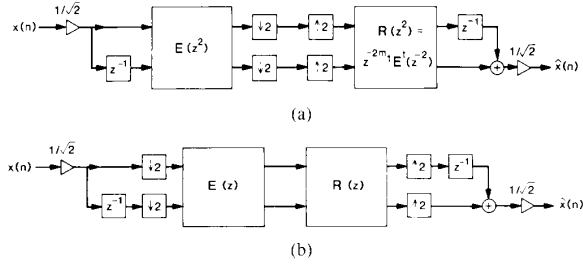 1/√2
x(n)
z⁻¹
E(z²)
↓2
↑2
↓2
↑2
R(z²) =
z⁻²ᵐ¹Eᵗ(z⁻²)
z⁻¹
+
1/√2
x̂(n)
(a)
1/√2
x(n)
↓2
z⁻¹
↓2
E(z)
R(z)
↑2
z⁻¹
↑2
+
1/√2
x̂(n)
(b)